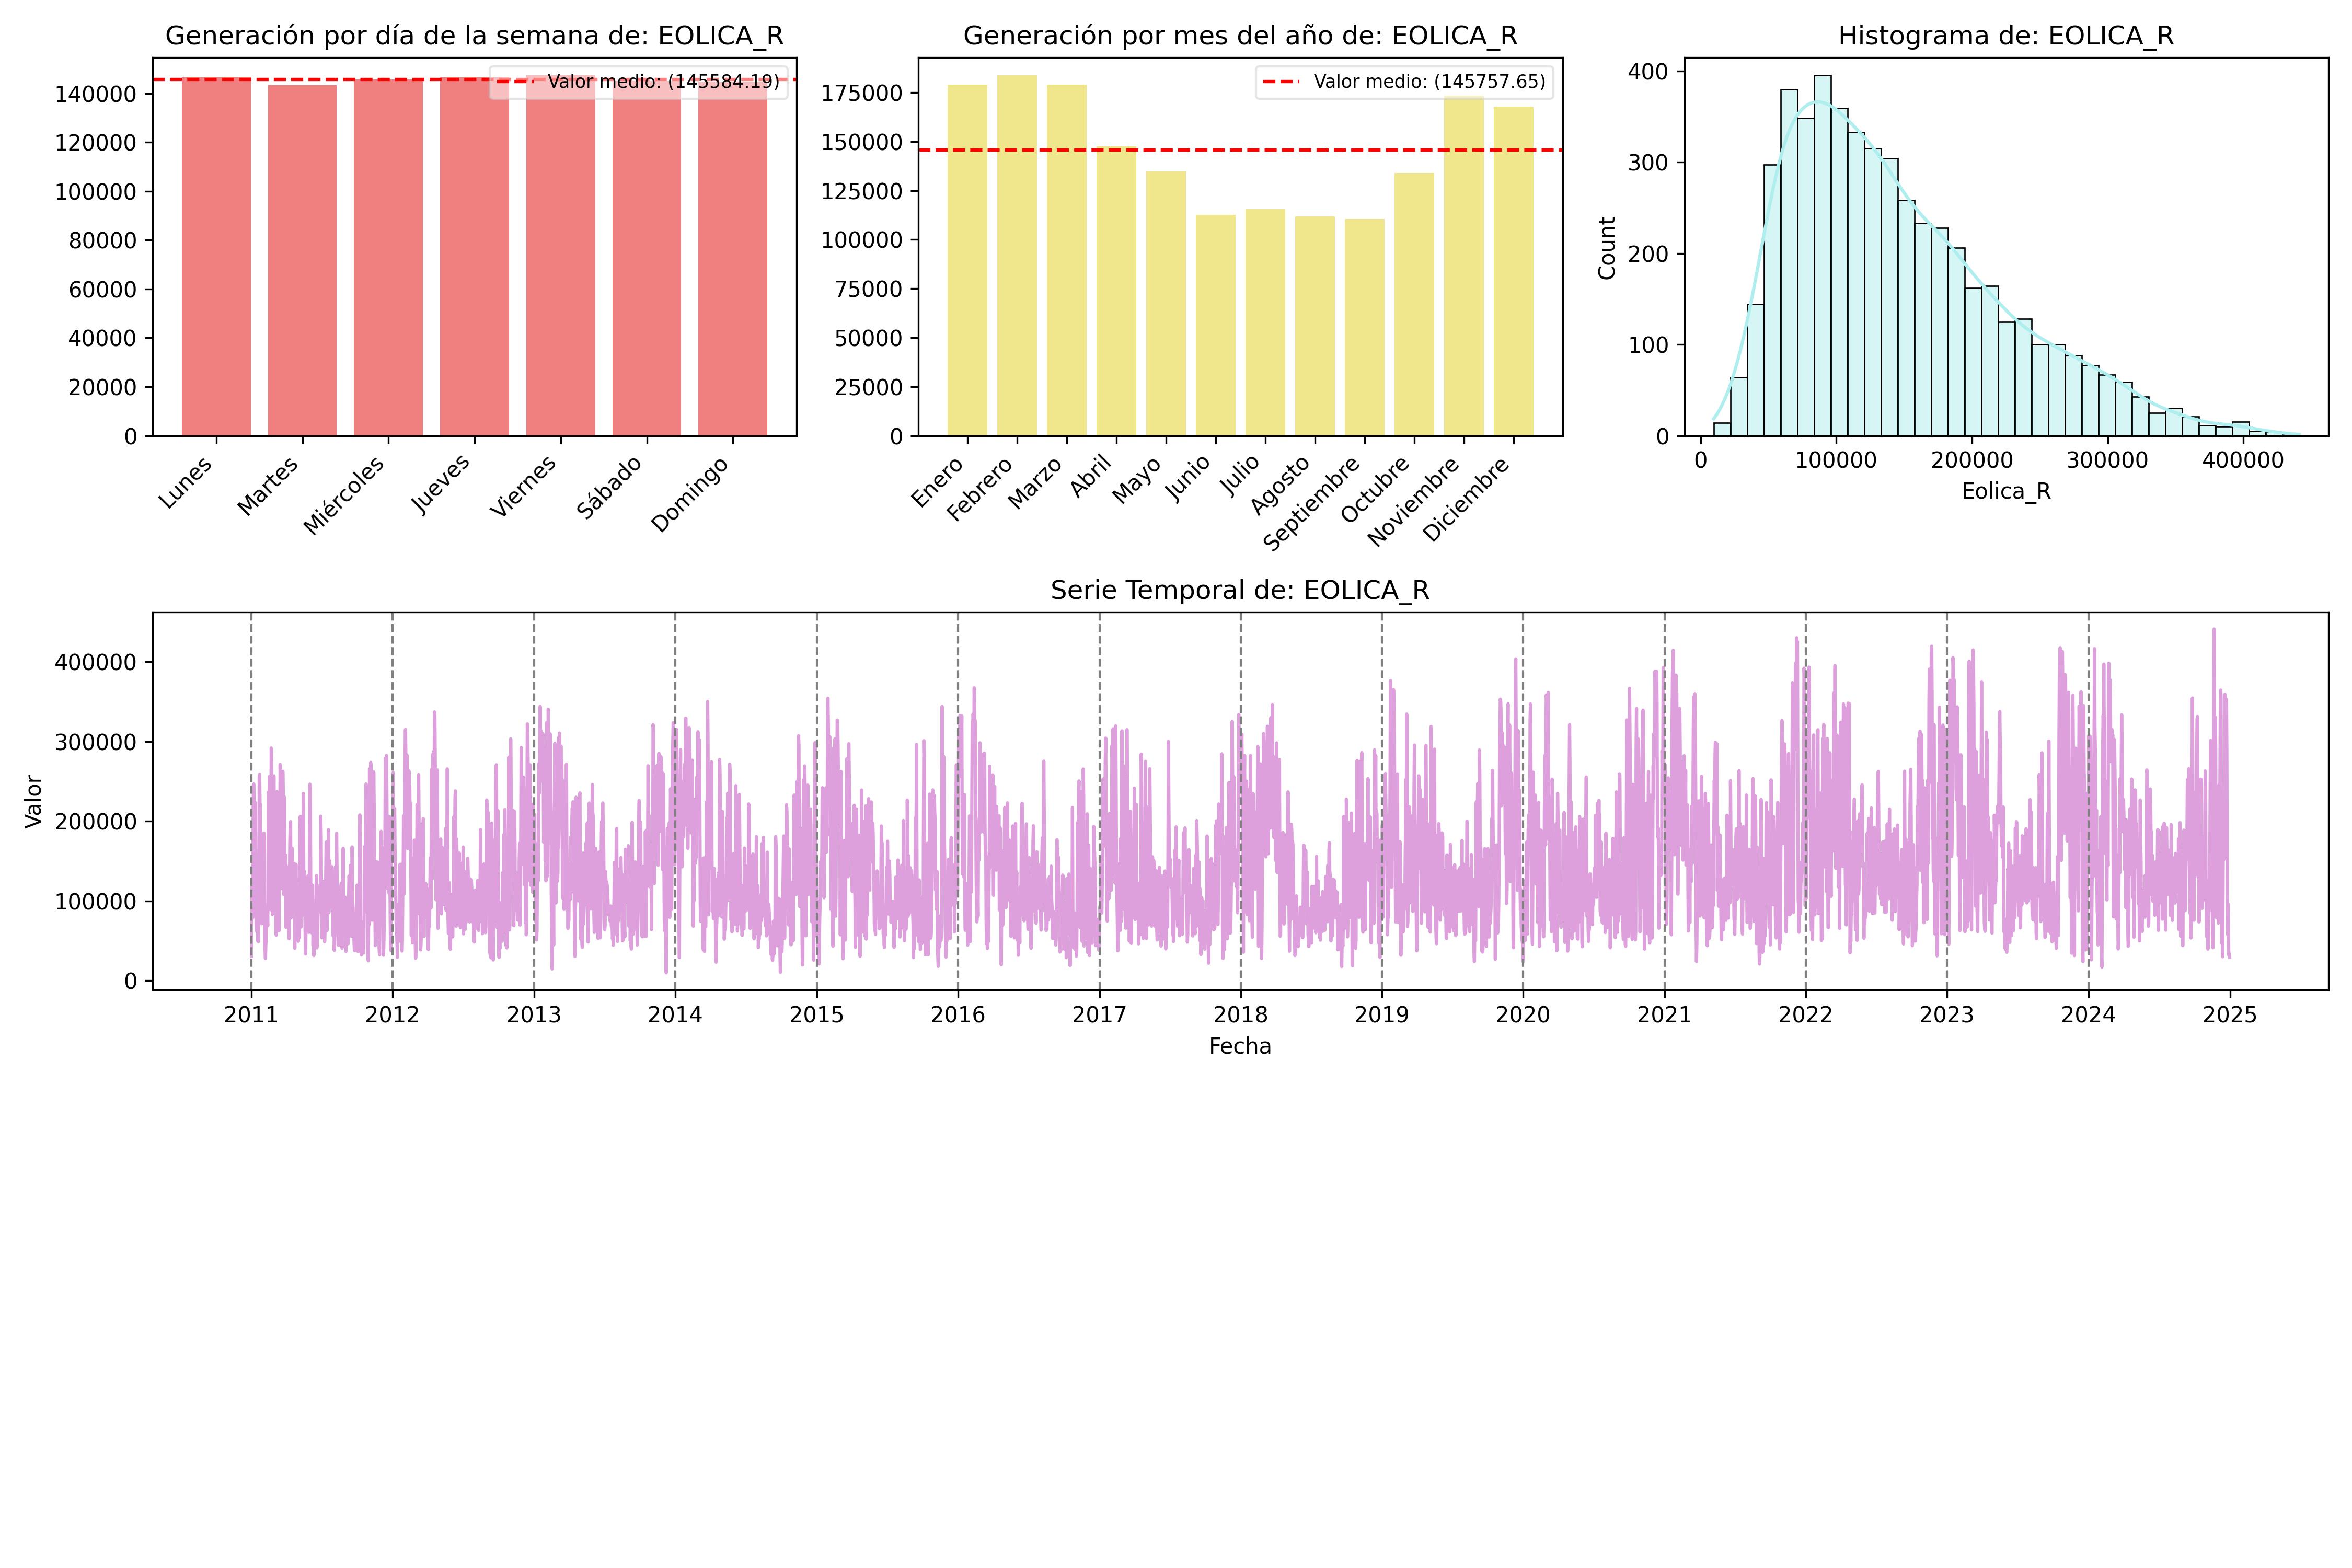 Generación por día de la semana de: EOLICA_R
Valor medio: (145584.19)
140000
120000
100000
80000
60000
40000
20000
0
Lunes
Martes
Miércoles
Jueves
Viernes
Sábado
Domingo
Generación por mes del año de: EOLICA_R
Valor medio: (145757.65)
175000
150000
125000
100000
75000
50000
25000
0
Enero
Febrero
Marzo
Abril
Mayo
Junio
Julio
Agosto
Septiembre
Octubre
Noviembre
Diciembre
Histograma de: EOLICA_R
Count
400
300
200
100
0
0 100000 200000 300000 400000
Eolica_R
Serie Temporal de: EOLICA_R
Valor
400000
300000
200000
100000
0
2011 2012 2013 2014 2015 2016 2017 2018 2019 2020 2021 2022 2023 2024 2025
Fecha